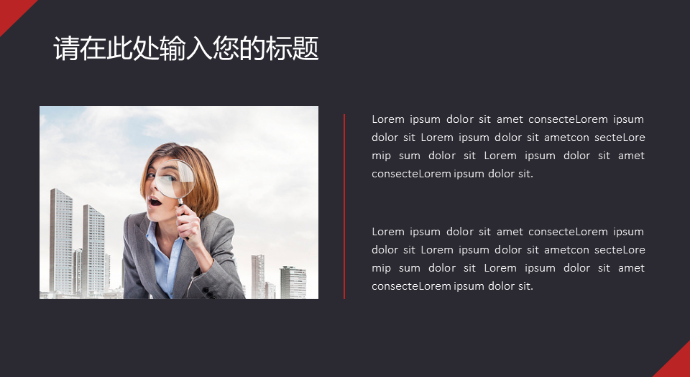 请在此处输入您的标题
Lorem ipsum dolor sit amet consecteLorem ipsum
dolor sit Lorem ipsum dolor sit ametcon secteLore
mip sum dolor sit Lorem ipsum dolor sit amet
consecteLorem ipsum dolor sit.
Lorem ipsum dolor sit amet consecteLorem ipsum
dolor sit Lorem ipsum dolor sit ametcon secteLore
mip sum dolor sit Lorem ipsum dolor sit amet
consecteLorem ipsum dolor sit.